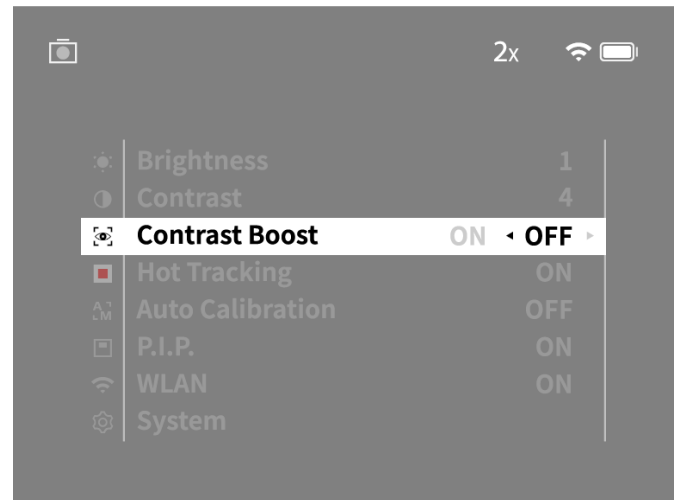 2x
Brightness 1
Contrast 4
Contrast Boost ON OFF
Hot Tracking ON
Auto Calibration OFF
P.I.P. ON
WLAN ON
System